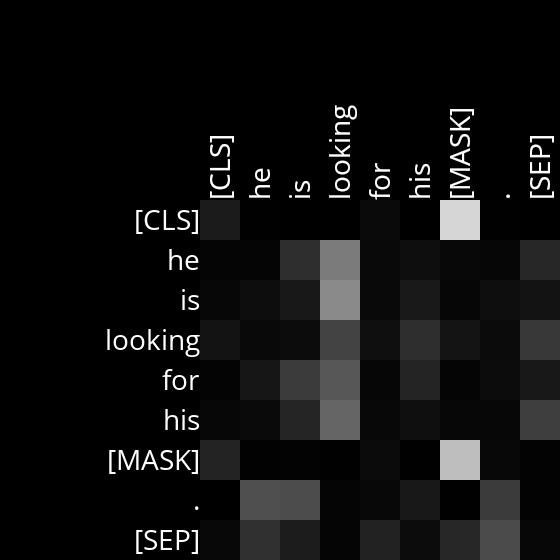 [CLS] he is looking for his [MASK] . [SEP]
[CLS]
he
is
looking
for
his
[MASK]
.
[SEP]